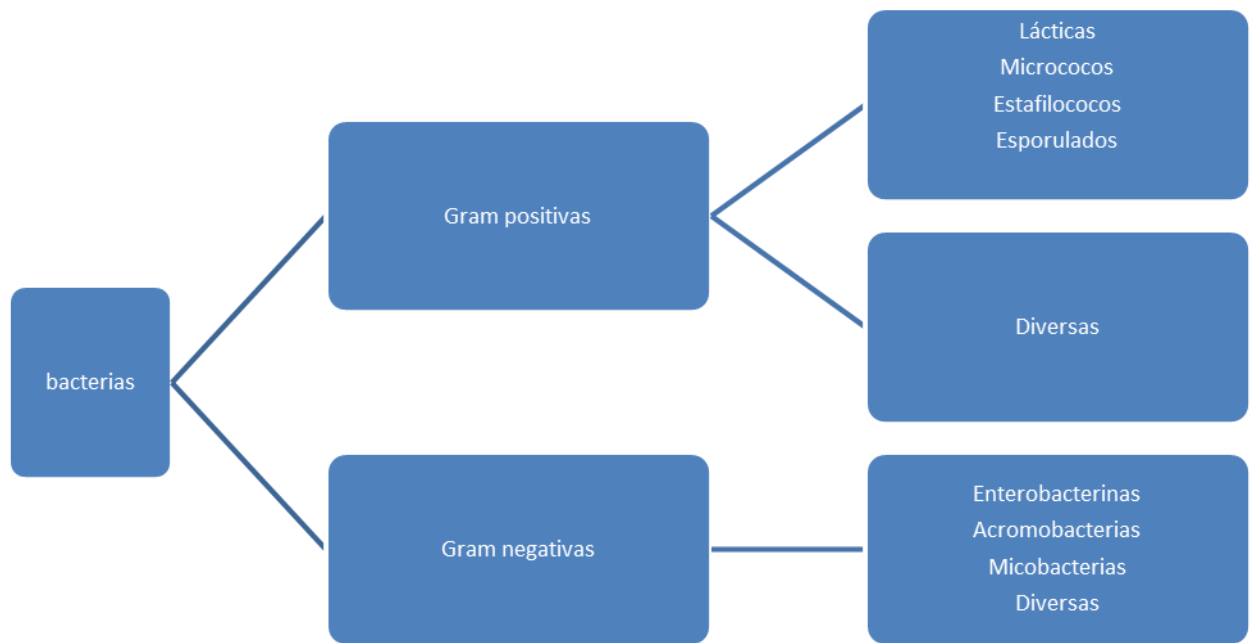 bacterias
Gram positivas
Lácticas
Micrococos
Estafilococos
Esporulados
Diversas
Gram negativas
Enterobacterinas
Acromobacterias
Micobacterias
Diversas